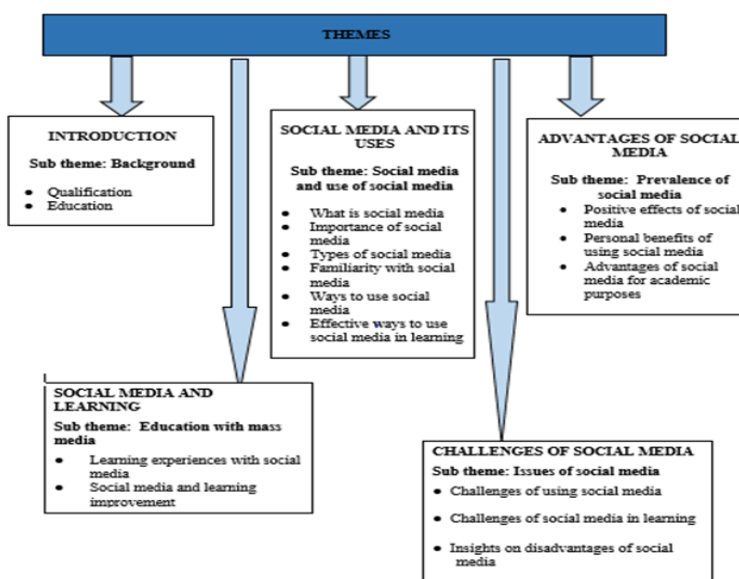 THEMES
INTRODUCTION
Sub theme: Background
• Qualification
• Education
SOCIAL MEDIA AND ITS
USES
Sub theme: Social media
and use of social media
• What is social media
• Importance of social
media
• Types of social media
• Familiarity with social
media
• Ways to use social
media
• Effective ways to use
social media in learning
ADVANTAGES OF SOCIAL
MEDIA
Sub theme: Prevalence of
social media
• Positive effects of social
media
• Personal benefits of
using social media
• Advantages of social
media for academic
purposes
SOCIAL MEDIA AND
LEARNING
Sub theme: Education with mass
media
• Learning experiences with social
media
• Social media and learning
improvement
CHALLENGES OF SOCIAL MEDIA
Sub theme: Issues of social media
• Challenges of using social media
• Challenges of social media in learning
• Insights on disadvantages of social
media